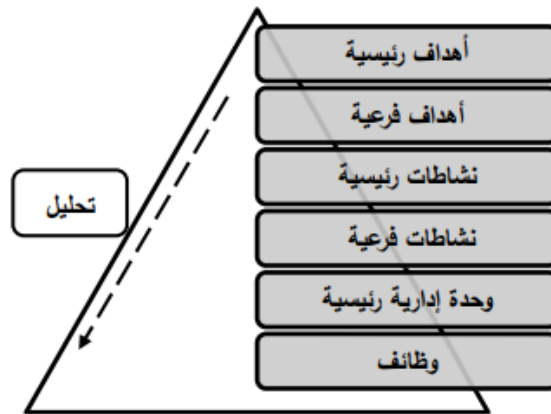 أهداف رئيسية
أهداف فرعية
نشاطات رئيسية
تحليل
نشاطات فرعية
وحدة إدارية رئيسية
وظائف